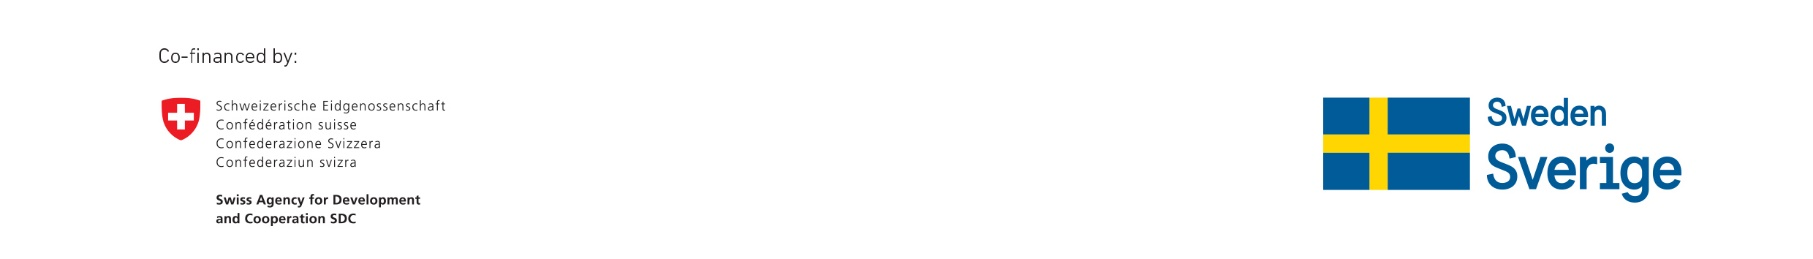 Co-financed by:
Schweizerische Eidgenossenschaft
Confédération suisse
Confederazione Svizzera
Confederaziun svizra
Swiss Agency for Development
and Cooperation SDC
Sweden
Sverige